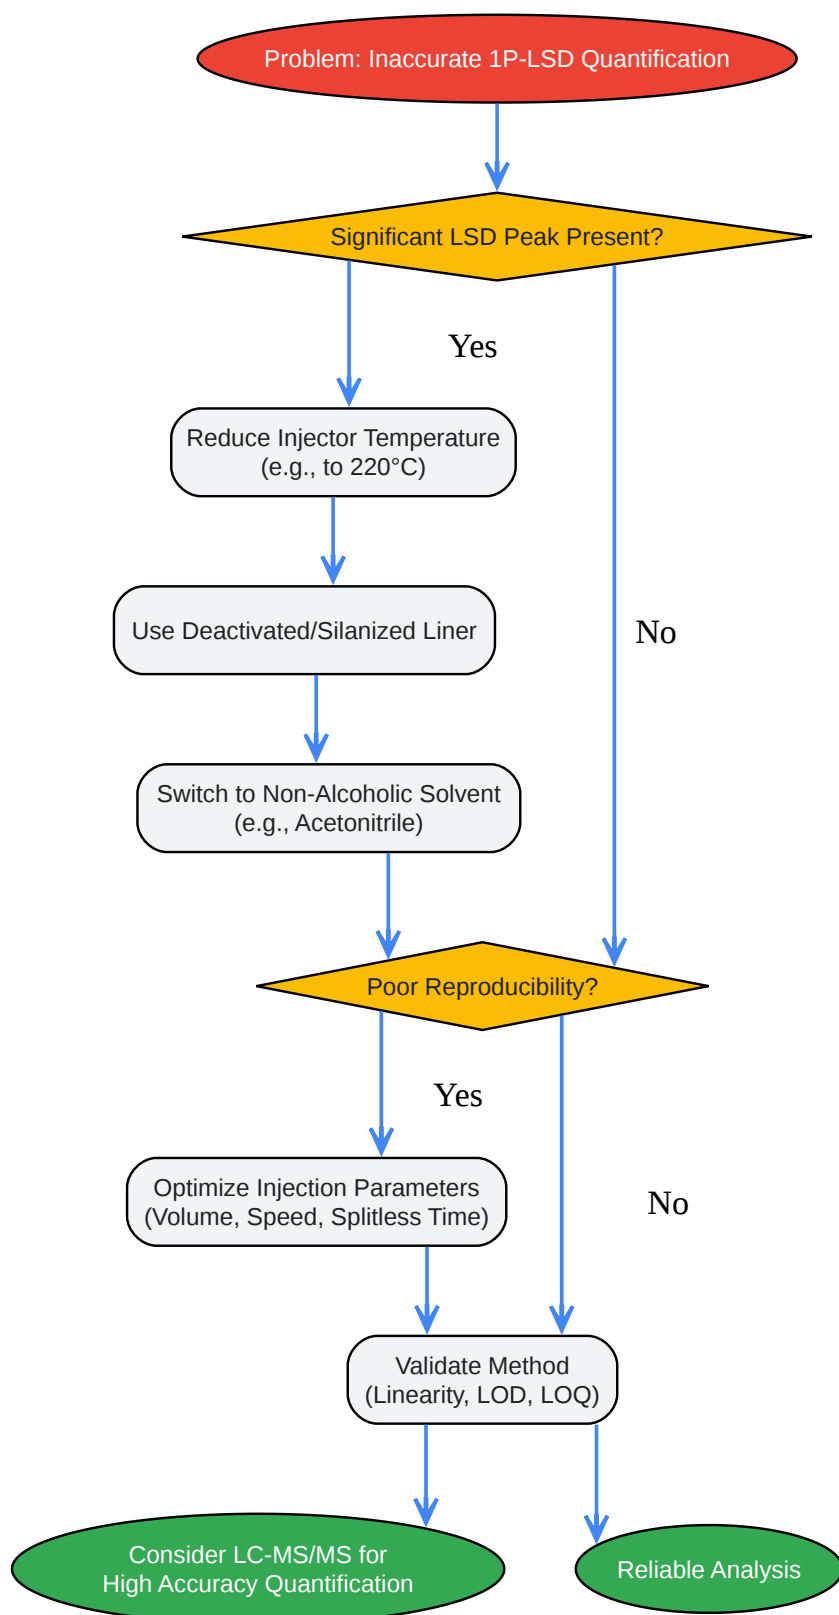 Problem: Inaccurate 1P-LSD Quantification
Significant LSD Peak Present?
Yes
Reduce Injector Temperature
(e.g., to 220°C)
Use Deactivated/Silanized Liner
No
Switch to Non-Alcoholic Solvent
(e.g., Acetonitrile)
Poor Reproducibility?
Yes
Optimize Injection Parameters
(Volume, Speed, Splitless Time)
No
Validate Method
(Linearity, LOD, LOQ)
Consider LC-MS/MS for
High Accuracy Quantification
Reliable Analysis